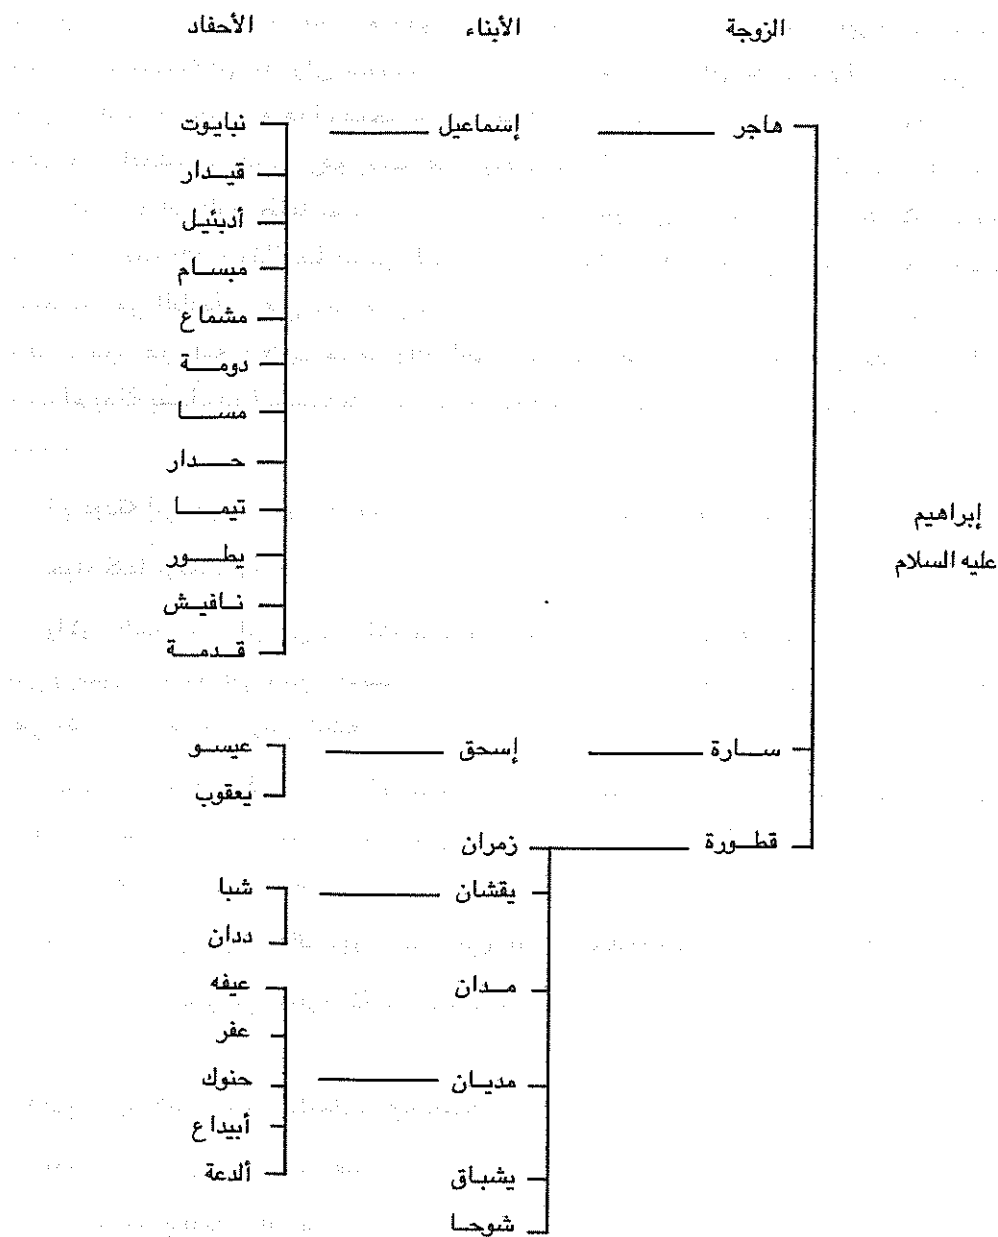 الزوجة الأبناء الأحفاد
هاجر إسماعيل نبايوت
قيدار
أدبئيل
مبسام
مشماع
دومة
مسا
حدار
تيما
إبراهيم
يطور
عليه السلام
نافيش
قدمة
سارة إسحق عيسو
يعقوب
قطورة زمران
يقشان شبا
ددان
مدان عيفه
عفر
مديان حنوك
أبيداع
يشباق ألدعة
شوحا